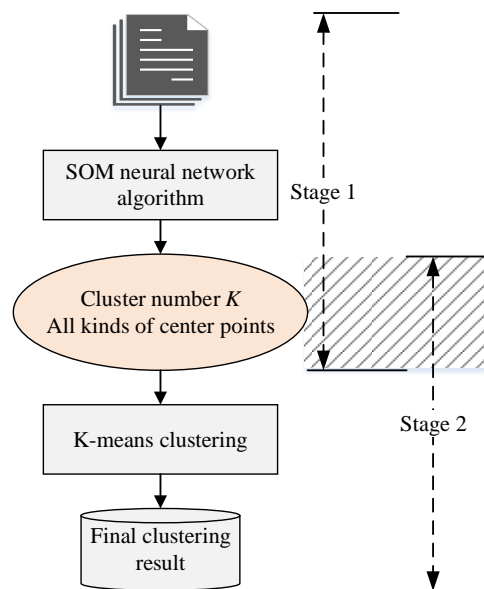 SOM neural network
algorithm
Stage 1
Cluster number K
All kinds of center points
K-means clustering
Stage 2
Final clustering
result